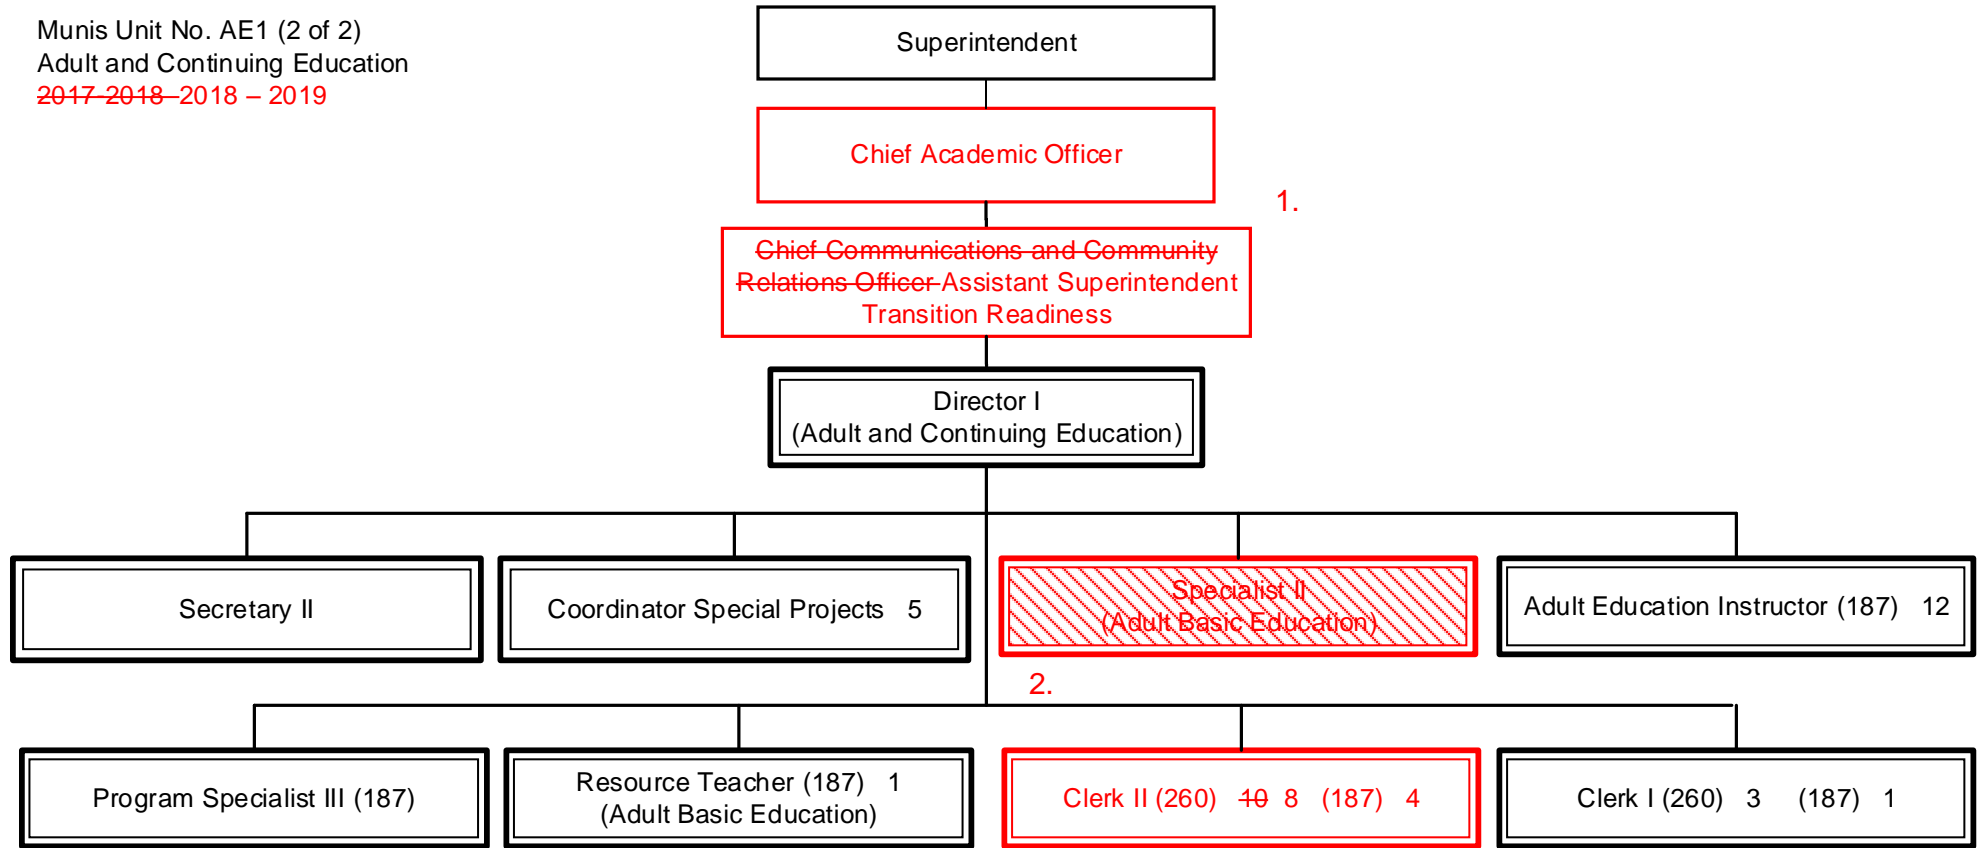 Munis Unit No. AE1 (2 of 2)
Adult and Continuing Education
2017-2018 2018 – 2019
Superintendent
Chief Academic Officer
1.
Chief Communications and Community
Relations Officer Assistant Superintendent
Transition Readiness
Director I
(Adult and Continuing Education)
Secretary II
Coordinator Special Projects 5
Specialist II
(Adult Basic Education)
Adult Education Instructor (187) 12
2.
Program Specialist III (187)
Resource Teacher (187) 1
(Adult Basic Education)
Clerk II (260) 10 8 (187) 4
Clerk I (260) 3 (187) 1